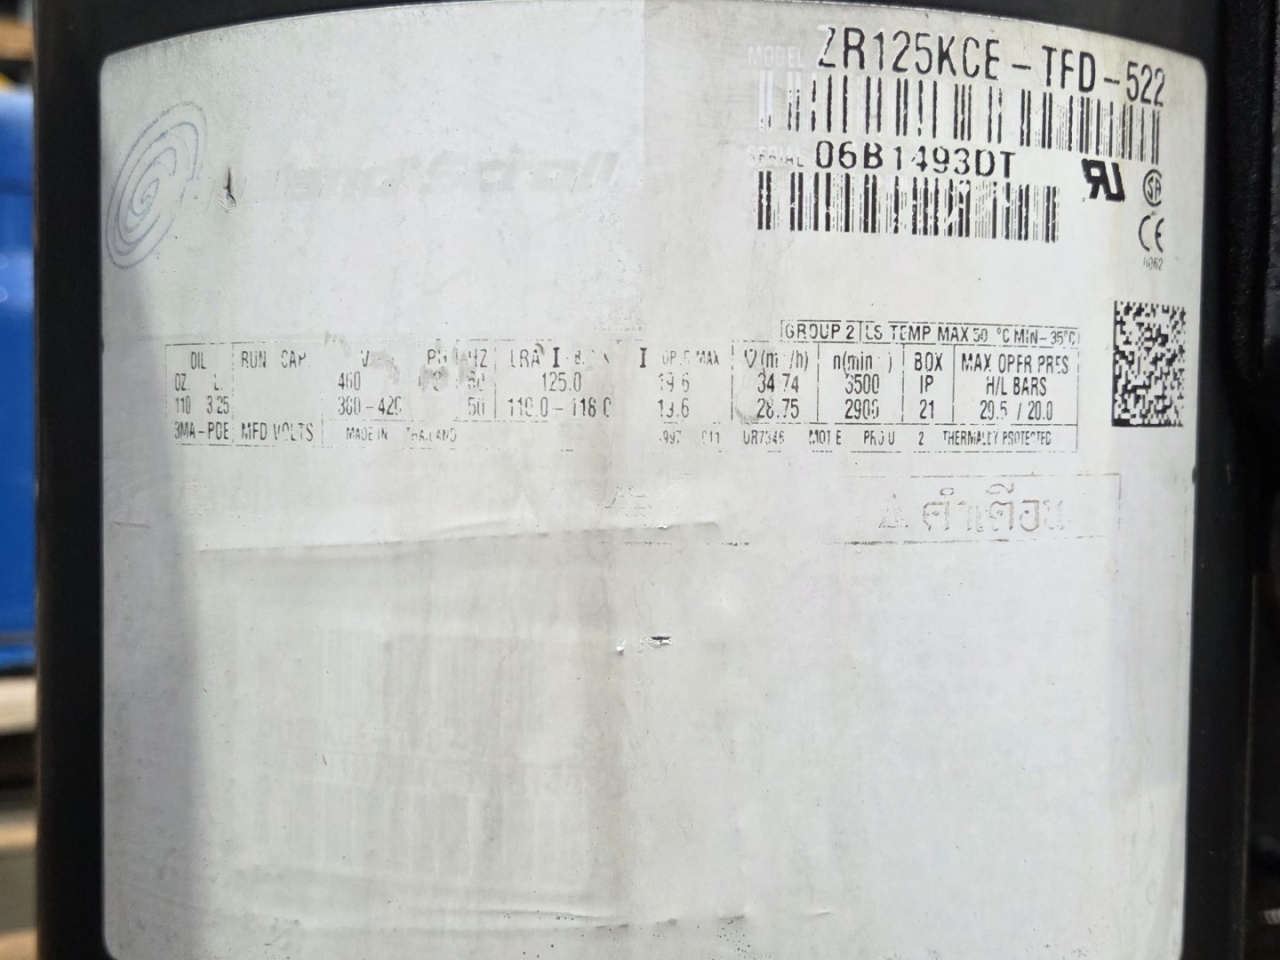 MODEL ZR125KCE-TFD-522
SERIAL 06B1493DT
CE
GROUP 2 LS TEMP MAX 50 °C MIN-35°C
OIL RUN CAP V PH HZ LRA I I OPER MAX V (m /h) n(min ) BOX MAX OPER PRES
OZ. L. 460 60 125.0 19.6 34.74 3500 IP H/L BARS
110 3.25 380-420 50 110.0-118.0 19.6 28.75 2900 21 29.5 / 20.0
3MA-POE MFD VOLTS MADE IN THAILAND UR7346 2 THERMALLY PROTECTED
คำเตือน